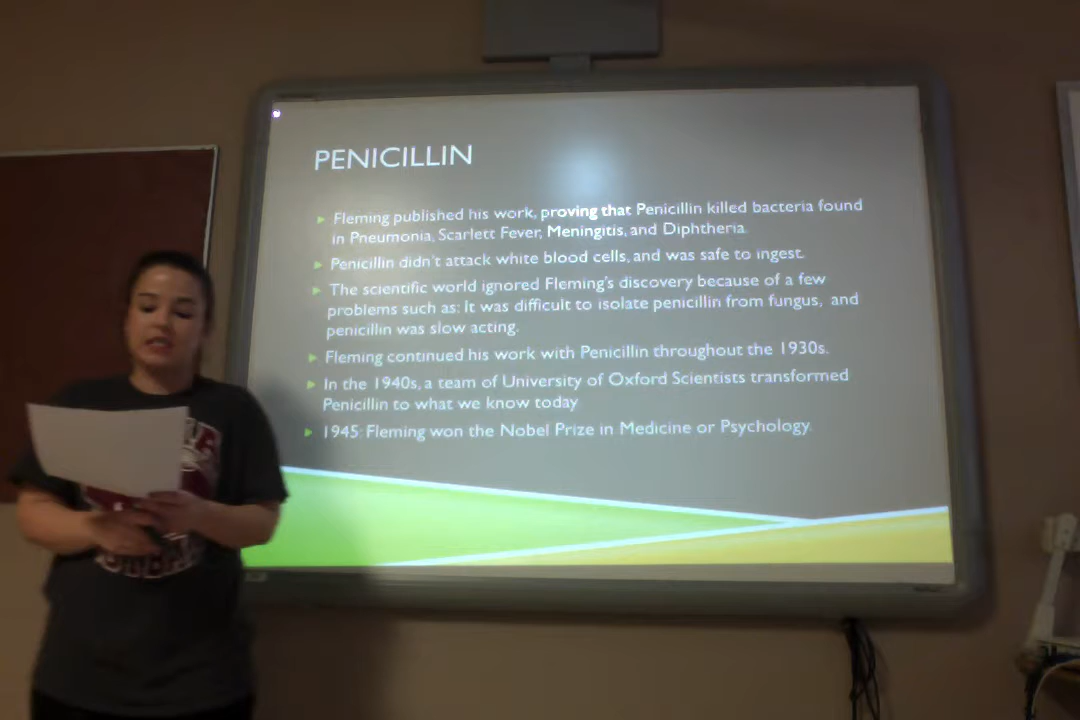 PENICILLIN
Fleming published his work, proving that Penicillin killed bacteria found
in Pneumonia, Scarlett Fever, Meningitis, and Diphtheria.
Penicillin didn't attack white blood cells, and was safe to ingest.
The scientific world ignored Fleming's discovery because of a few
problems such as: It was difficult to isolate penicillin from fungus, and
penicillin was slow acting.
Fleming continued his work with Penicillin throughout the 1930s.
In the 1940s, a team of University of Oxford Scientists transformed
Penicillin to what we know today
1945: Fleming won the Nobel Prize in Medicine or Psychology.